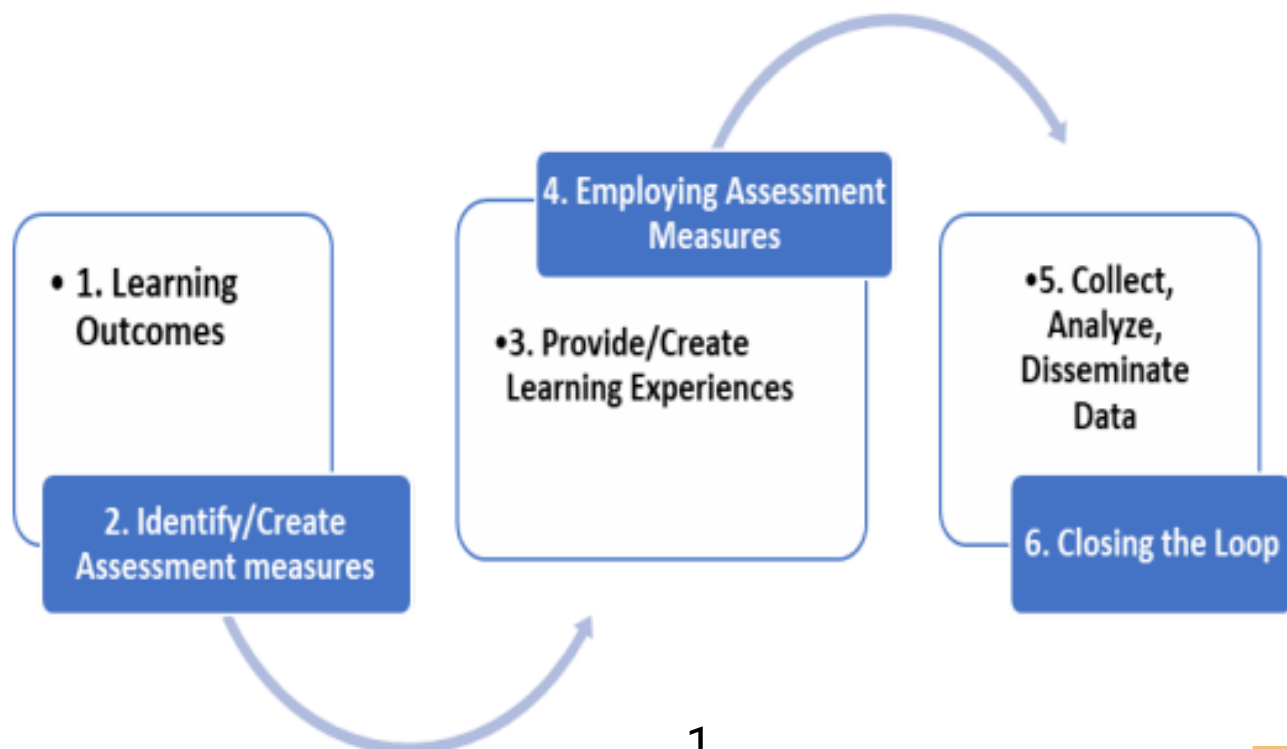 • 1. Learning
Outcomes
2. Identify/Create
Assessment measures
•3. Provide/Create
Learning Experiences
4. Employing Assessment
Measures
•5. Collect,
Analyze,
Disseminate
Data
6. Closing the Loop
1